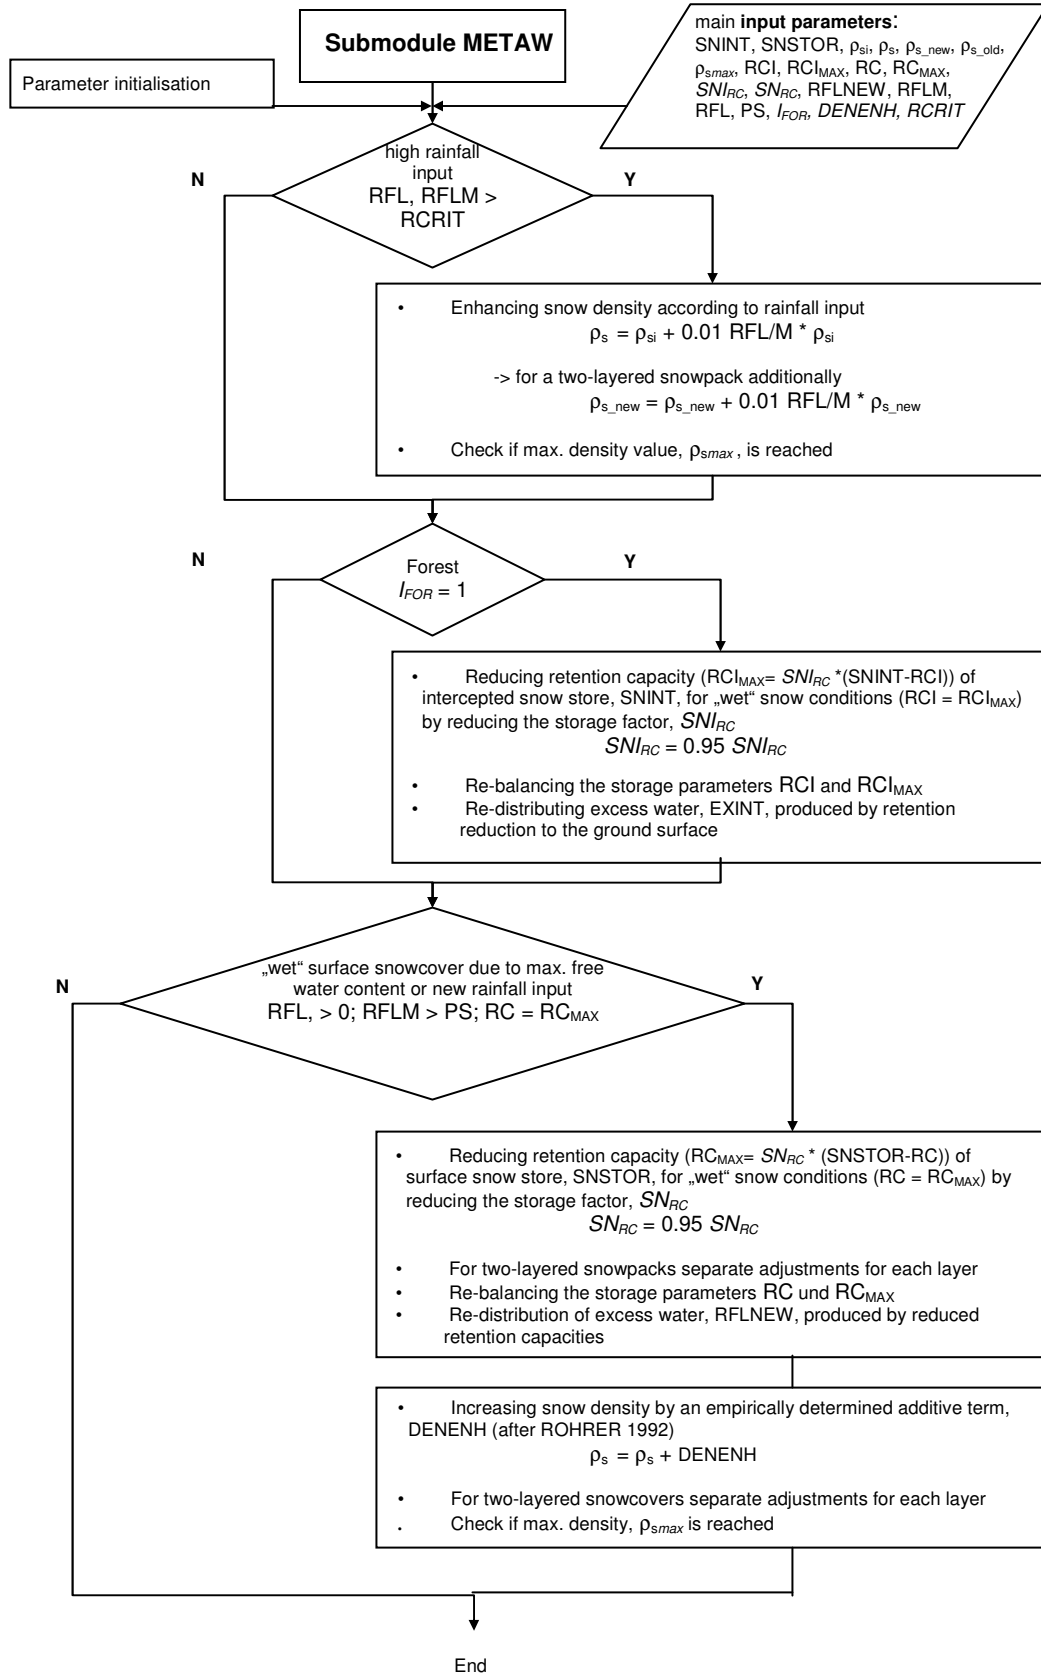 Submodule METAW
main input parameters:
SNINT, SNSTOR, ρsi, ρs, ρs_new, ρs_old,
ρsmax, RCI, RCIMAX, RC, RCMAX,
SNIRC, SNRC, RFLNEW, RFLM,
RFL, PS, IFOR, DENENH, RCRIT
Parameter initialisation
high rainfall
input
RFL, RFLM >
RCRIT
N
Y
• Enhancing snow density according to rainfall input
ρs = ρsi + 0.01 RFL/M * ρsi
-> for a two-layered snowpack additionally
ρs_new = ρs_new + 0.01 RFL/M * ρs_new
• Check if max. density value, ρsmax, is reached
N
Y
Forest
IFOR = 1
• Reducing retention capacity (RCIMAX= SNIRC *(SNINT-RCI)) of
intercepted snow store, SNINT, for „wet“ snow conditions (RCI = RCIMAX)
by reducing the storage factor, SNIRC
SNIRC = 0.95 SNIRC
• Re-balancing the storage parameters RCI and RCIMAX
• Re-distributing excess water, EXINT, produced by retention
reduction to the ground surface
N
Y
„wet“ surface snowcover due to max. free
water content or new rainfall input
RFL, > 0; RFLM > PS; RC = RCMAX
• Reducing retention capacity (RCMAX= SNRC * (SNSTOR-RC)) of
surface snow store, SNSTOR, for „wet“ snow conditions (RC = RCMAX) by
reducing the storage factor, SNRC
SNRC = 0.95 SNRC
• For two-layered snowpacks separate adjustments for each layer
• Re-balancing the storage parameters RC und RCMAX
• Re-distribution of excess water, RFLNEW, produced by reduced
retention capacities
• Increasing snow density by an empirically determined additive term,
DENENH (after ROHRER 1992)
ρs = ρs + DENENH
• For two-layered snowcovers separate adjustments for each layer
. Check if max. density, ρsmax is reached
End